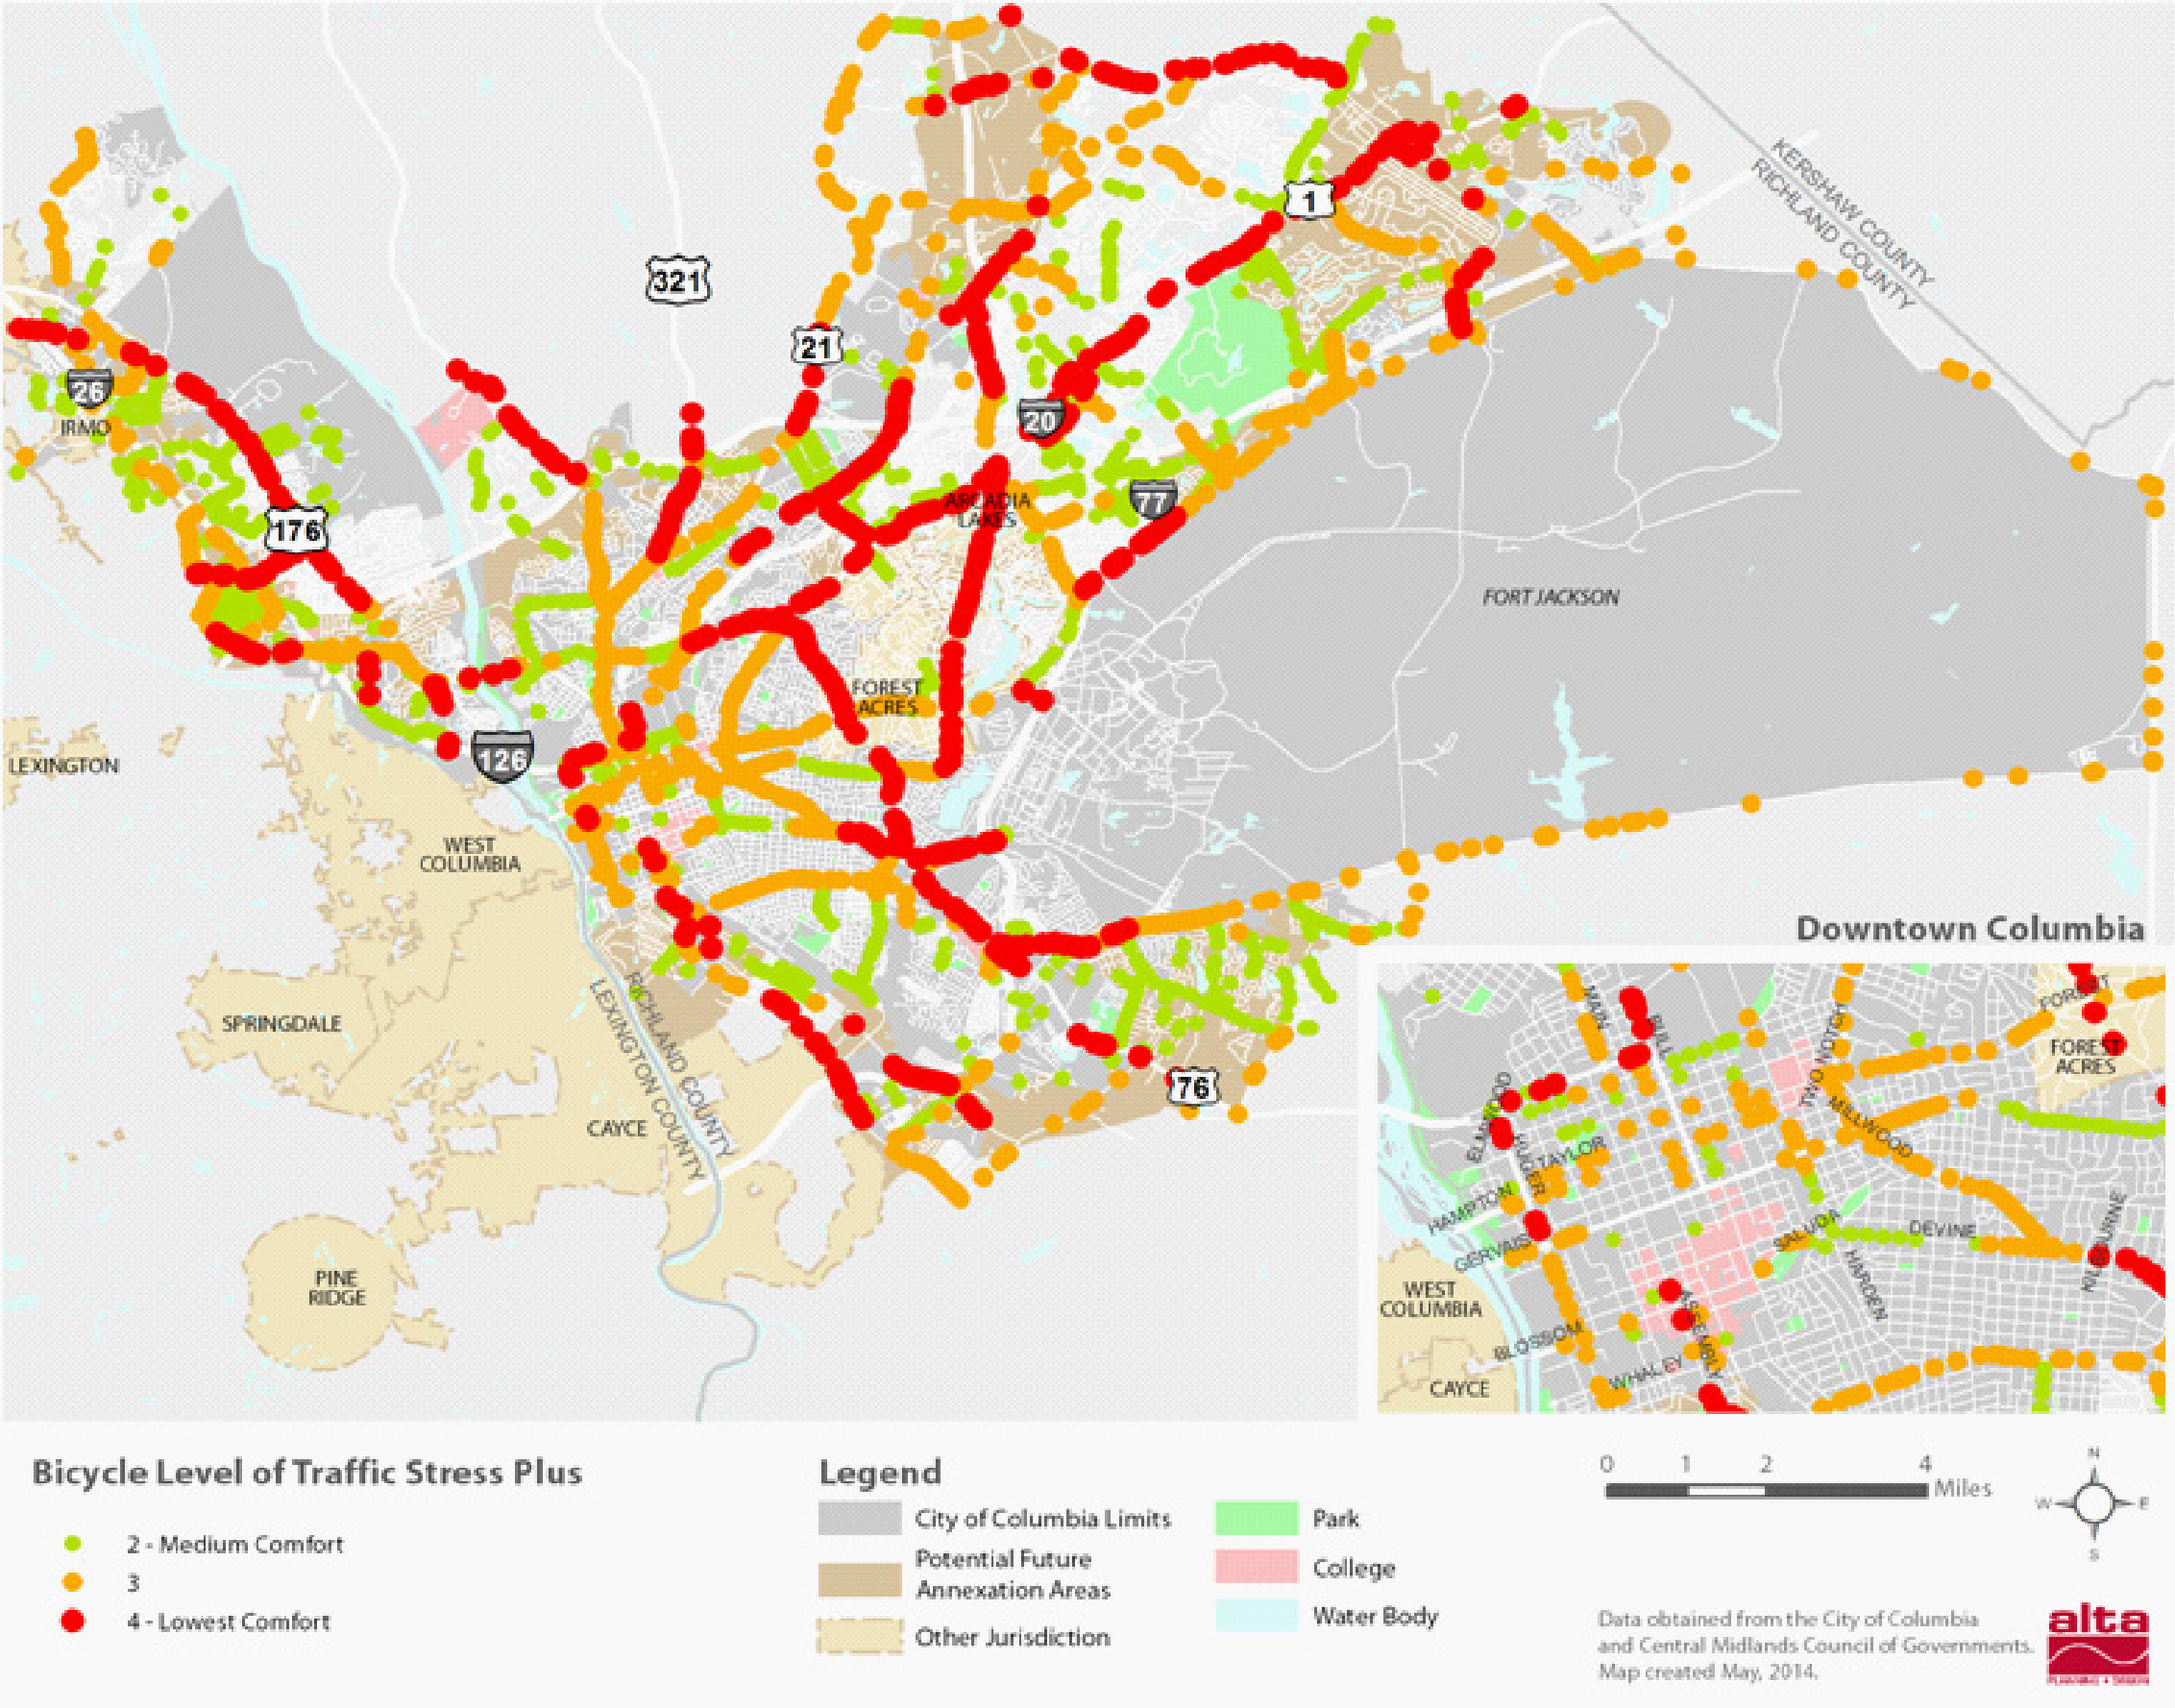 KERSHAW COUNTY
RICHLAND COUNTY
1
321
21
26
IRMO
20
77
ARCADIA
LAKES
176
FORT JACKSON
FOREST
ACRES
126
LEXINGTON
WEST
COLUMBIA
SPRINGDALE
RICHLAND COUNTY
LEXINGTON COUNTY
CAYCE
76
PINE
RIDGE
Downtown Columbia
MAIN
BULL
TWO NOTCH
FOREST
FOREST
ACRES
ELMWOOD
HUGER
TAYLOR
MILLWOOD
HAMPTON
GERVAIS
SALUDA
DEVINE
HARDEN
KILBOURNE
WEST
COLUMBIA
ASSEMBLY
BLOSSOM
WHALEY
CAYCE
Bicycle Level of Traffic Stress Plus
2 - Medium Comfort
3
4 - Lowest Comfort
Legend
City of Columbia Limits
Potential Future
Annexation Areas
Other Jurisdiction
Park
College
Water Body
0 1 2 4
Miles
N
W E
S
Data obtained from the City of Columbia
and Central Midlands Council of Governments.
Map created May, 2014.
alta
PLANNING + DESIGN